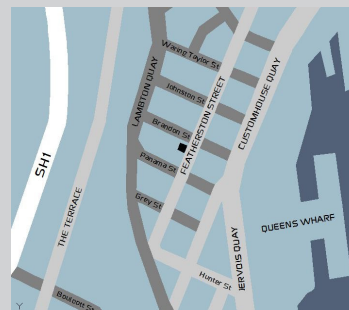 Waring Taylor St
LAMBTON QUAY
Johnston St
FEATHERSTON STREET
CUSTOMHOUSE QUAY
Brandon St
Panama St
SH1
THE TERRACE
Grey St
QUEENS WHARF
IERVOIS QUAY
Hunter St
Boulcott St